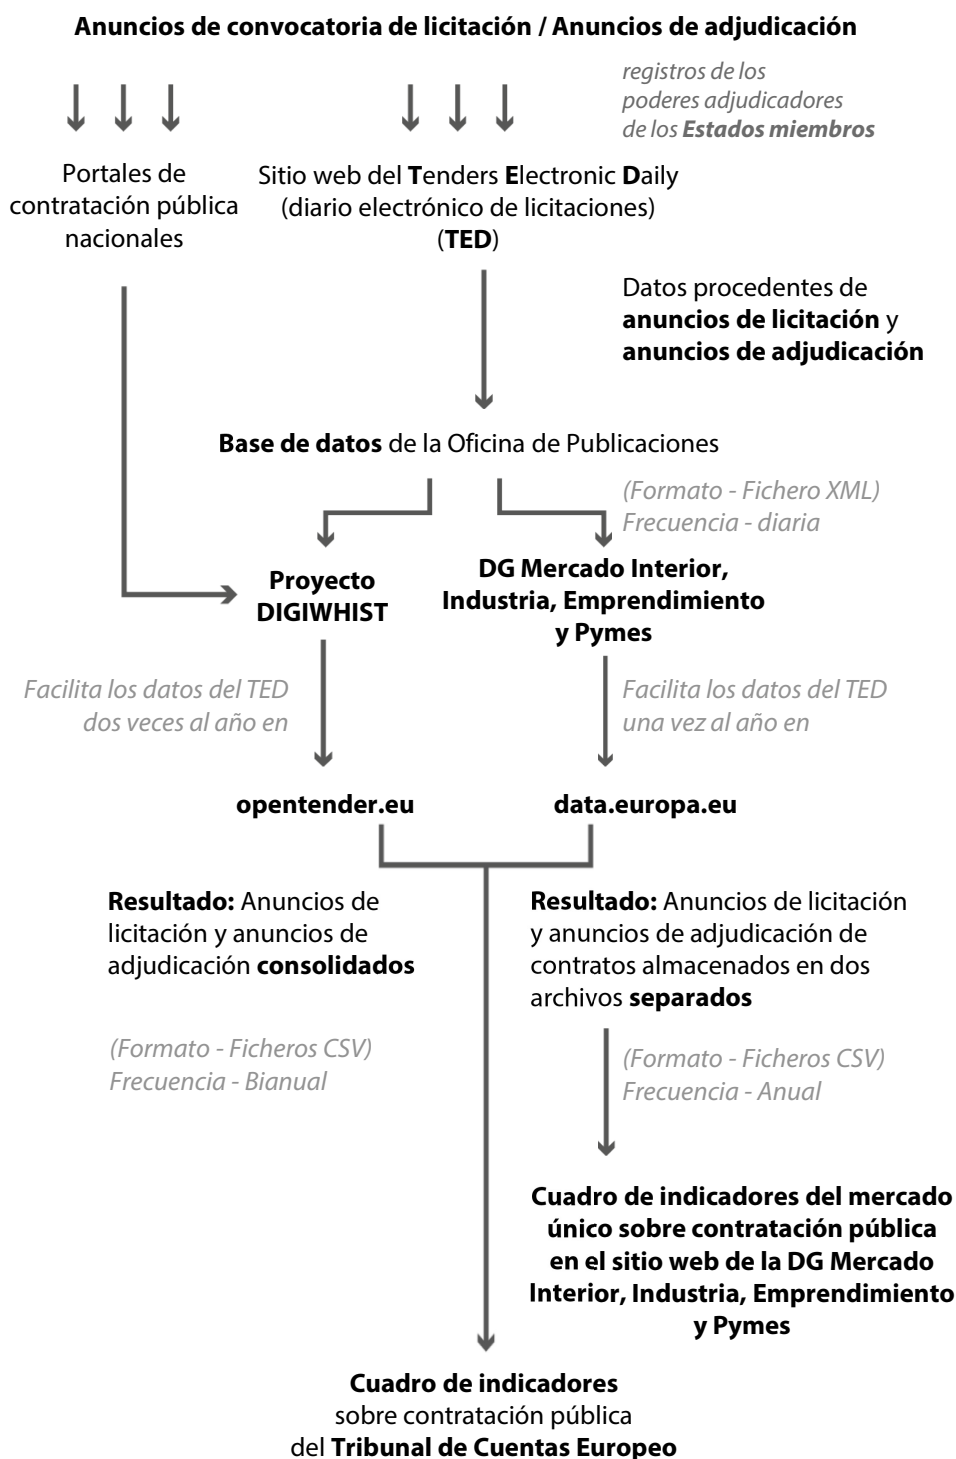 Anuncios de convocatoria de licitación / Anuncios de adjudicación
registros de los
poderes adjudicadores
de los Estados miembros
Portales de
contratación pública
nacionales
Sitio web del Tenders Electronic Daily
(diario electrónico de licitaciones)
(TED)
Datos procedentes de
anuncios de licitación y
anuncios de adjudicación
Base de datos de la Oficina de Publicaciones
(Formato - Fichero XML)
Frecuencia - diaria
Proyecto
DIGIWHIST
DG Mercado Interior,
Industria, Emprendimiento
y Pymes
Facilita los datos del TED
dos veces al año en
Facilita los datos del TED
una vez al año en
opentender.eu
data.europa.eu
Resultado: Anuncios de
licitación y anuncios de
adjudicación consolidados
(Formato - Ficheros CSV)
Frecuencia - Bianual
Resultado: Anuncios de licitación
y anuncios de adjudicación de
contratos almacenados en dos
archivos separados
(Formato - Ficheros CSV)
Frecuencia - Anual
Cuadro de indicadores del mercado
único sobre contratación pública
en el sitio web de la DG Mercado
Interior, Industria, Emprendimiento
y Pymes
Cuadro de indicadores
sobre contratación pública
del Tribunal de Cuentas Europeo